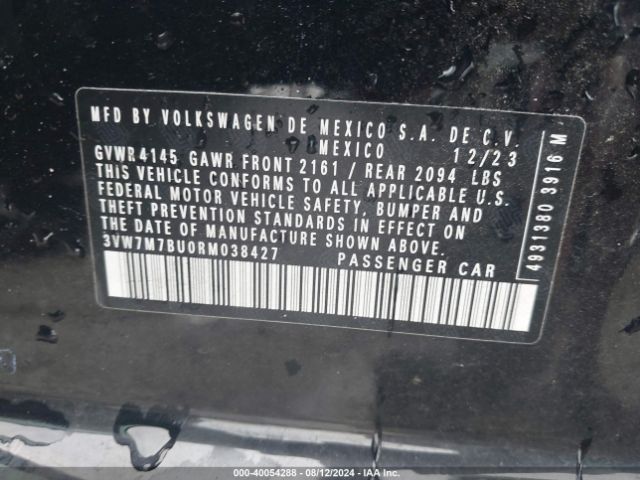 MFD BY VOLKSWAGEN DE MEXICO S.A. DE C.V.
MEXICO 12/23
GVWR4145 GAWR FRONT 2161 / REAR 2094 LBS
THIS VEHICLE CONFORMS TO ALL APPLICABLE U.S.
FEDERAL MOTOR VEHICLE SAFETY, BUMPER AND
THEFT PREVENTION STANDARDS IN EFFECT ON
THE DATE OF MANUFACTURE SHOWN ABOVE.
3VW7M7BU0RM038427 PASSENGER CAR
4931380 3916 M
000-40054288 - 08/12/2024 - IAA Inc.